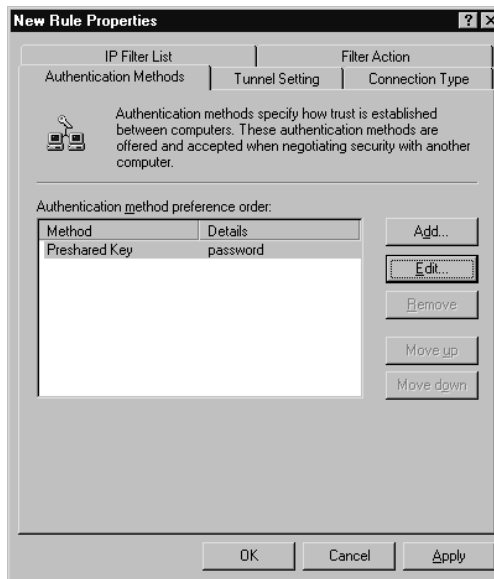 New Rule Properties
IP Filter List
Filter Action
Authentication Methods
Tunnel Setting
Connection Type
Authentication methods specify how trust is established
between computers. These authentication methods are
offered and accepted when negotiating security with another
computer.
Authentication method preference order:
Method Details
Preshared Key password
Add...
Edit...
Remove
Move up
Move down
OK
Cancel
Apply